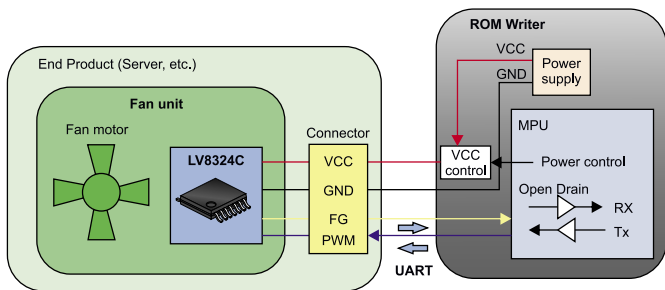 ROM Writer
VCC
GND
Power
supply
End Product (Server, etc.)
Fan unit
Fan motor
LV8324C
Connector
VCC
GND
FG
PWM
VCC
control
MPU
Power control
Open Drain
RX
Tx
UART